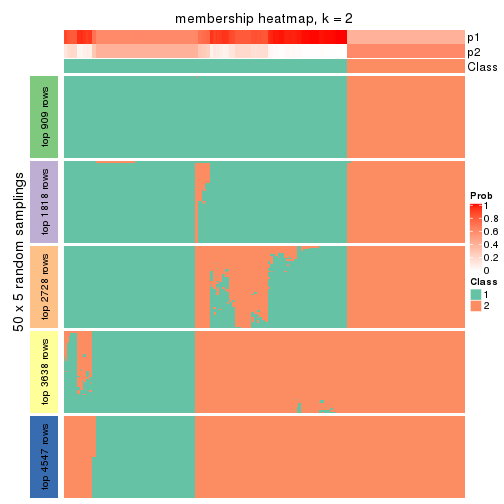 membership heatmap, k = 2
p1
p2
Class
50 x 5 random samplings
top 909 rows
top 1818 rows
top 2728 rows
top 3638 rows
top 4547 rows
Prob
1
0.8
0.6
0.4
0.2
0
Class
1
2